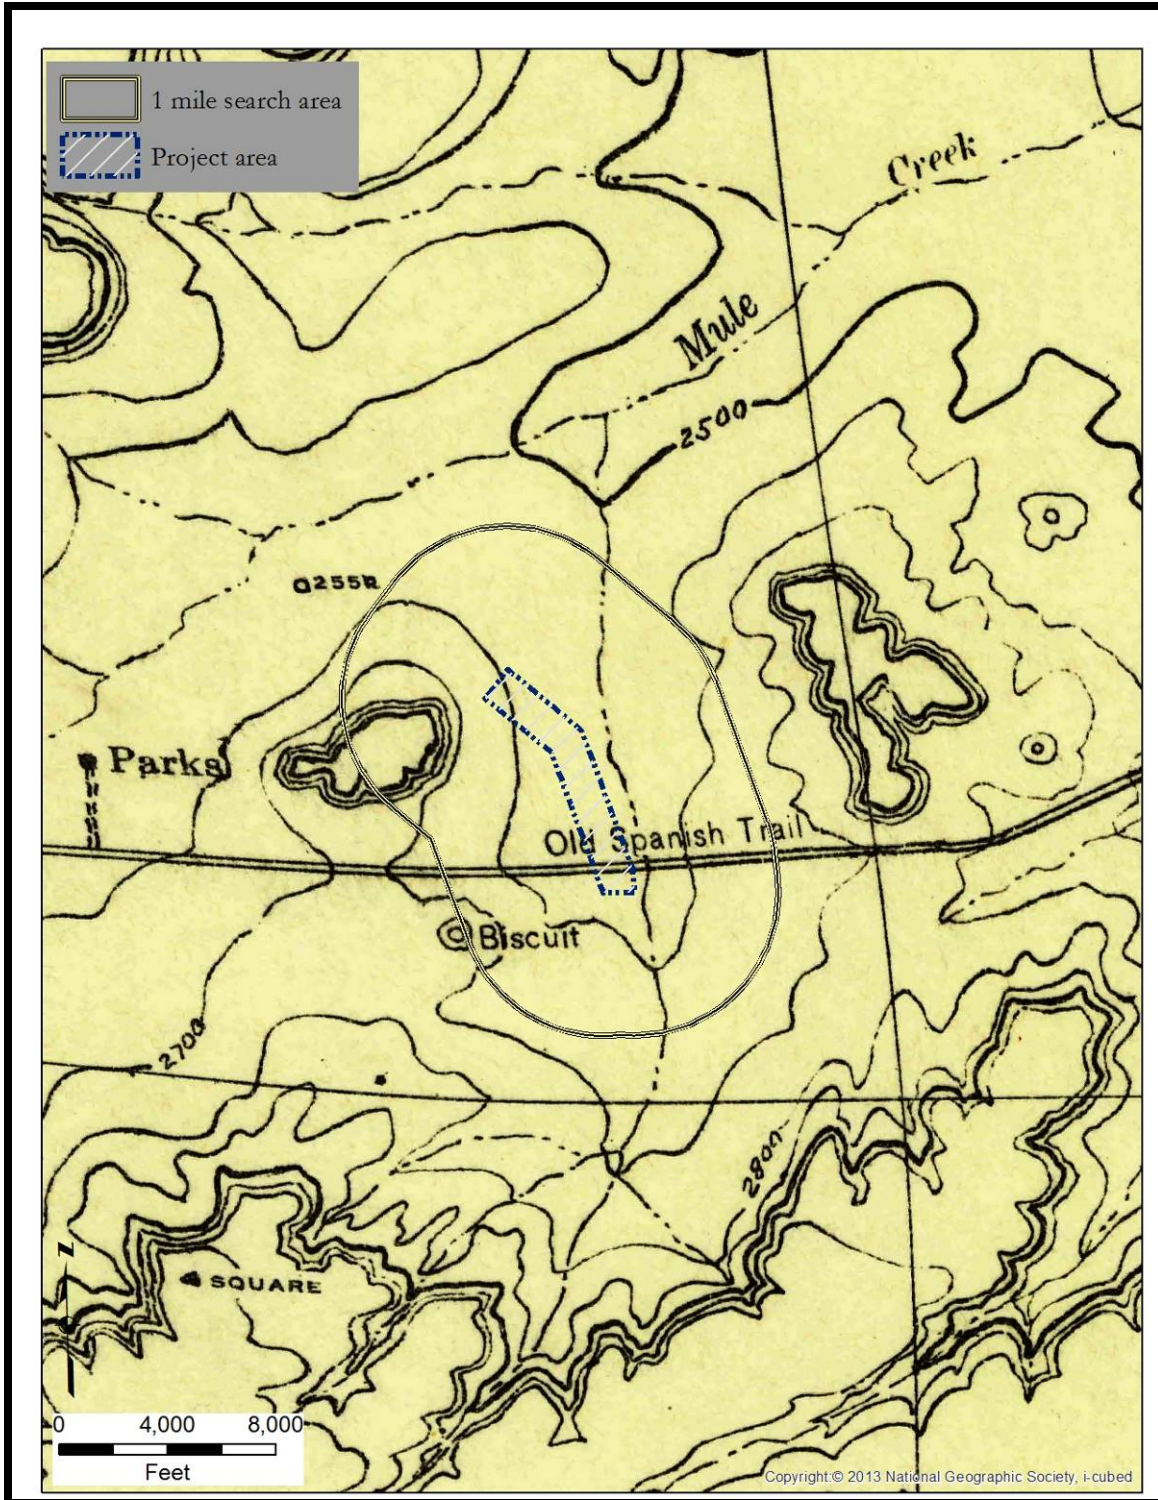 1 mile search area
Project area
Creek
Mule
2500
Parks
Old Spanish Trail
Biscuit
2700
2800
SQUARE
0 4,000 8,000
Feet
Copyright:© 2013 National Geographic Society, i-cubed